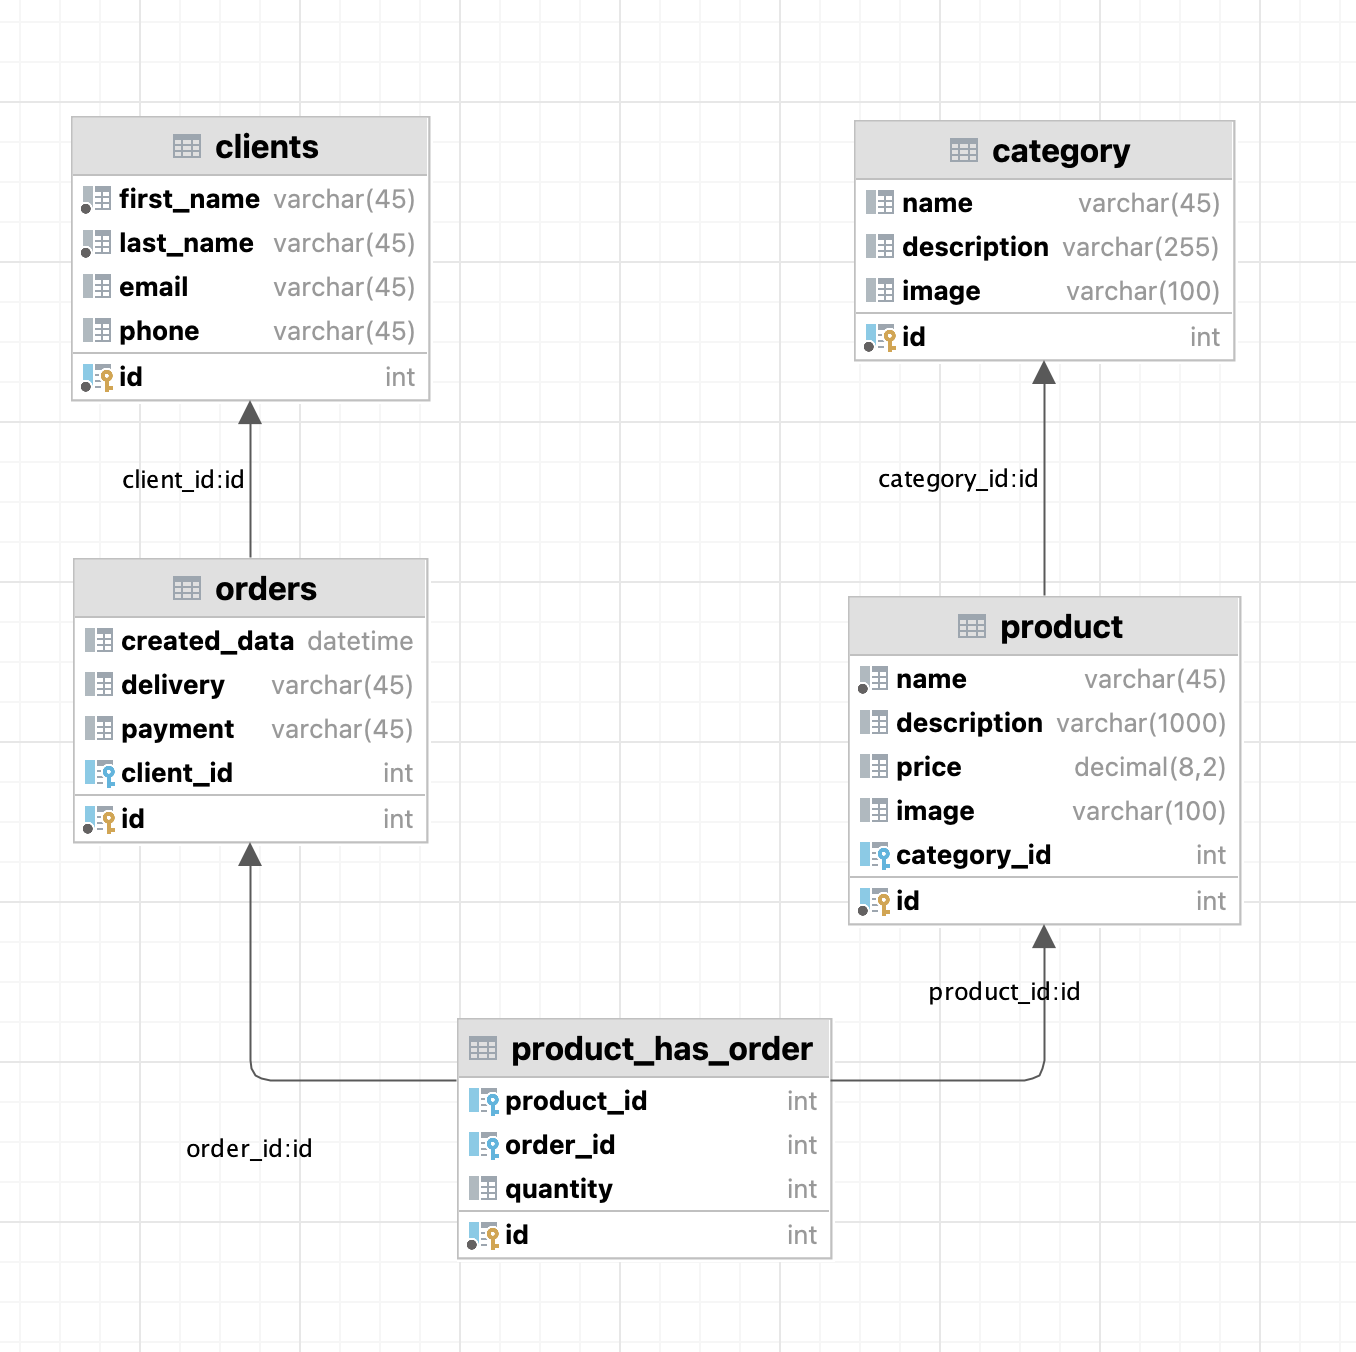 clients
first_name varchar(45)
last_name varchar(45)
email varchar(45)
phone varchar(45)
id int
client_id:id
orders
created_data datetime
delivery varchar(45)
payment varchar(45)
client_id int
id int
order_id:id
category
name varchar(45)
description varchar(255)
image varchar(100)
id int
category_id:id
product
name varchar(45)
description varchar(1000)
price decimal(8,2)
image varchar(100)
category_id int
id int
product_id:id
product_has_order
product_id int
order_id int
quantity int
id int